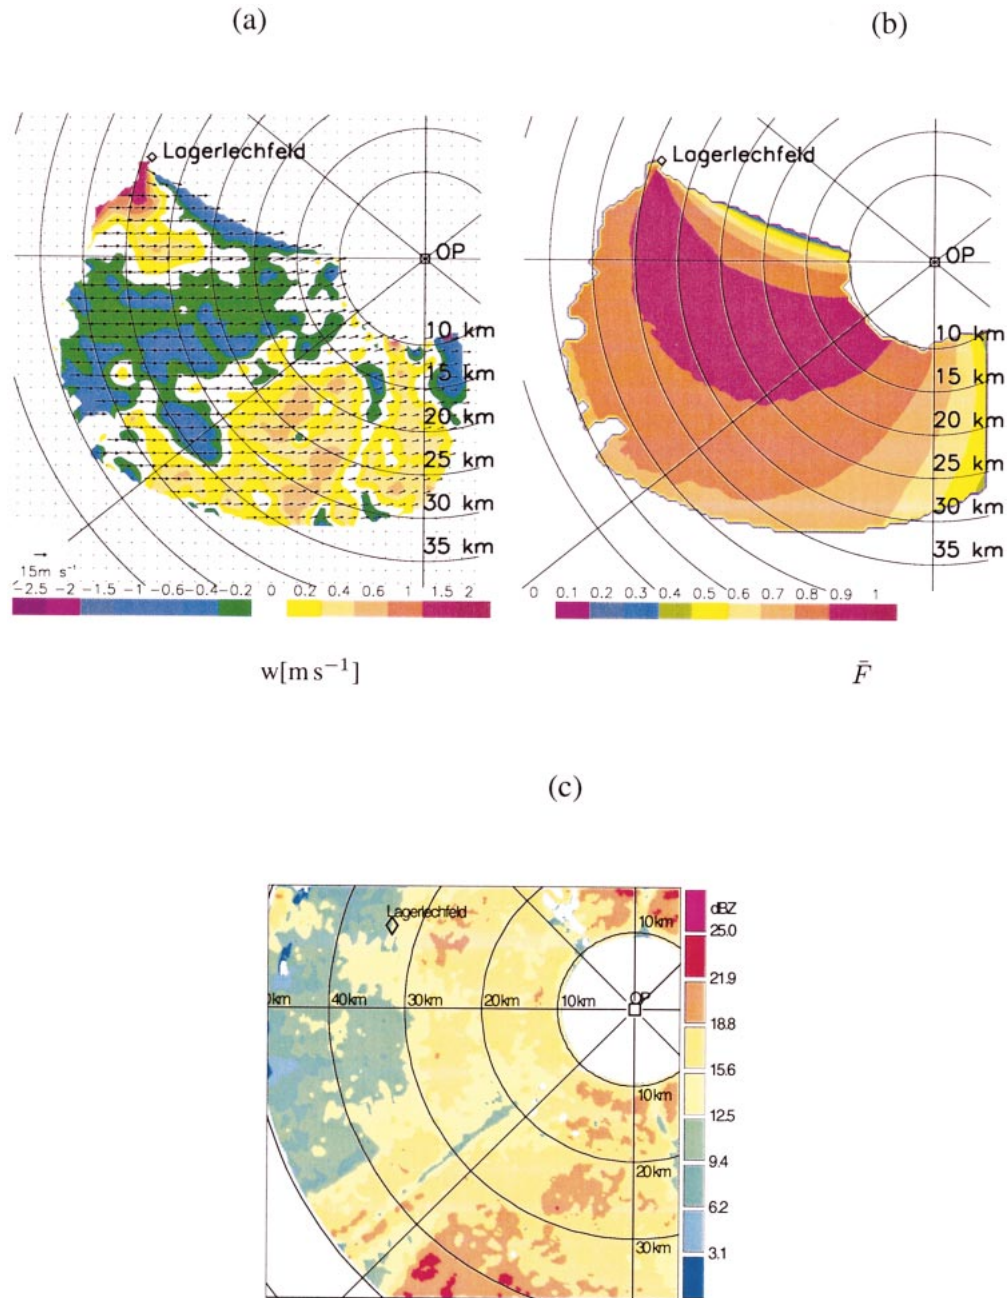 (a)
(b)
Lagerlechfeld
OP
10 km
15 km
20 km
25 km
30 km
35 km
15m s⁻¹
-2.5 -2 -1.5 -1 -0.6 -0.4 -0.2 0 0.2 0.4 0.6 1 1.5 2
w[m s⁻¹]
Lagerlechfeld
OP
10 km
15 km
20 km
25 km
30 km
35 km
0 0.1 0.2 0.3 0.4 0.5 0.6 0.7 0.8 0.9 1
F̄
(c)
Lagerlechfeld
10km
0km 40km 30km 20km 10km OP
10km
20km
30km
dBZ
25.0
21.9
18.8
15.6
12.5
9.4
6.2
3.1